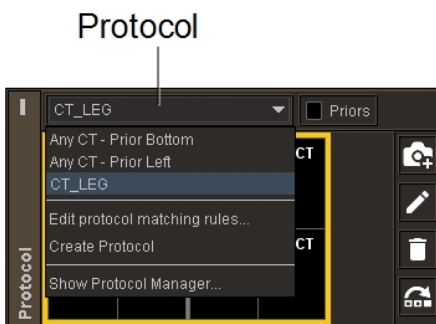 Protocol
CT_LEG
Priors
Any CT - Prior Bottom
Any CT - Prior Left
CT_LEG
Edit protocol matching rules...
Create Protocol
Show Protocol Manager...
CT
CT
Protocol